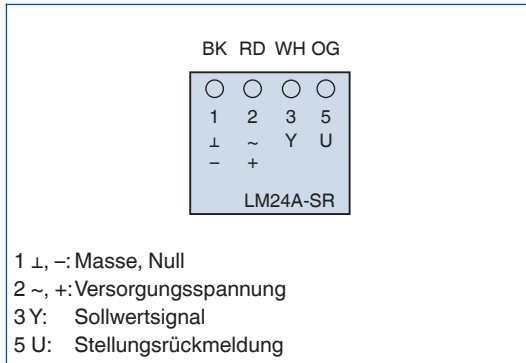 BK RD WH OG
1 2 3 5
⊥ ~ Y U
– +
LM24A-SR
1 ⊥, –: Masse, Null
2 ~, +: Versorgungsspannung
3 Y: Sollwertsignal
5 U: Stellungsrückmeldung